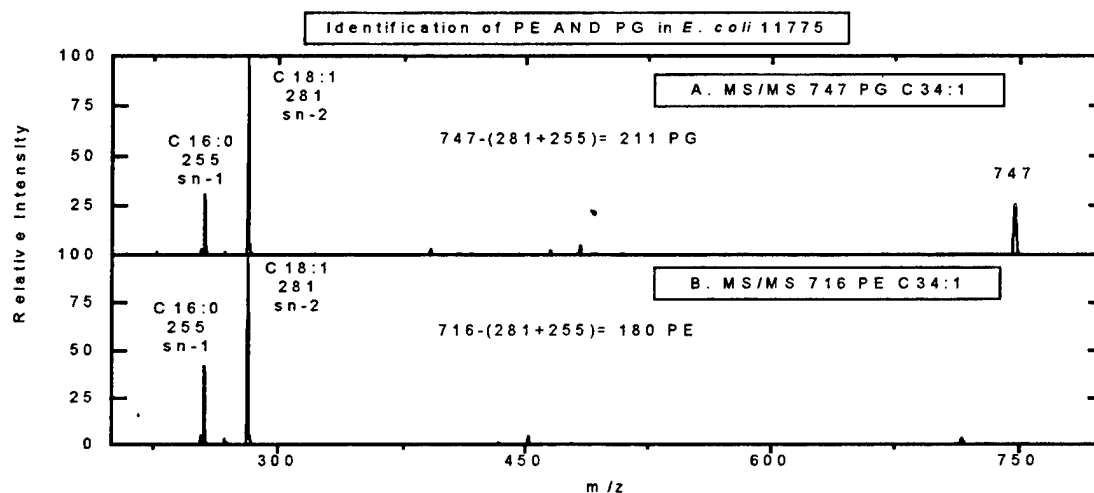 Identification of PE AND PG in E. coli 11775
Relative Intensity
100
75
50
25
100
75
50
25
0
C 18:1
281
sn-2
C 16:0
255
sn-1
A. MS/MS 747 PG C34:1
747-(281+255)= 211 PG
747
C 18:1
281
sn-2
C 16:0
255
sn-1
B. MS/MS 716 PE C34:1
716-(281+255)= 180 PE
300
450
600
750
m/z